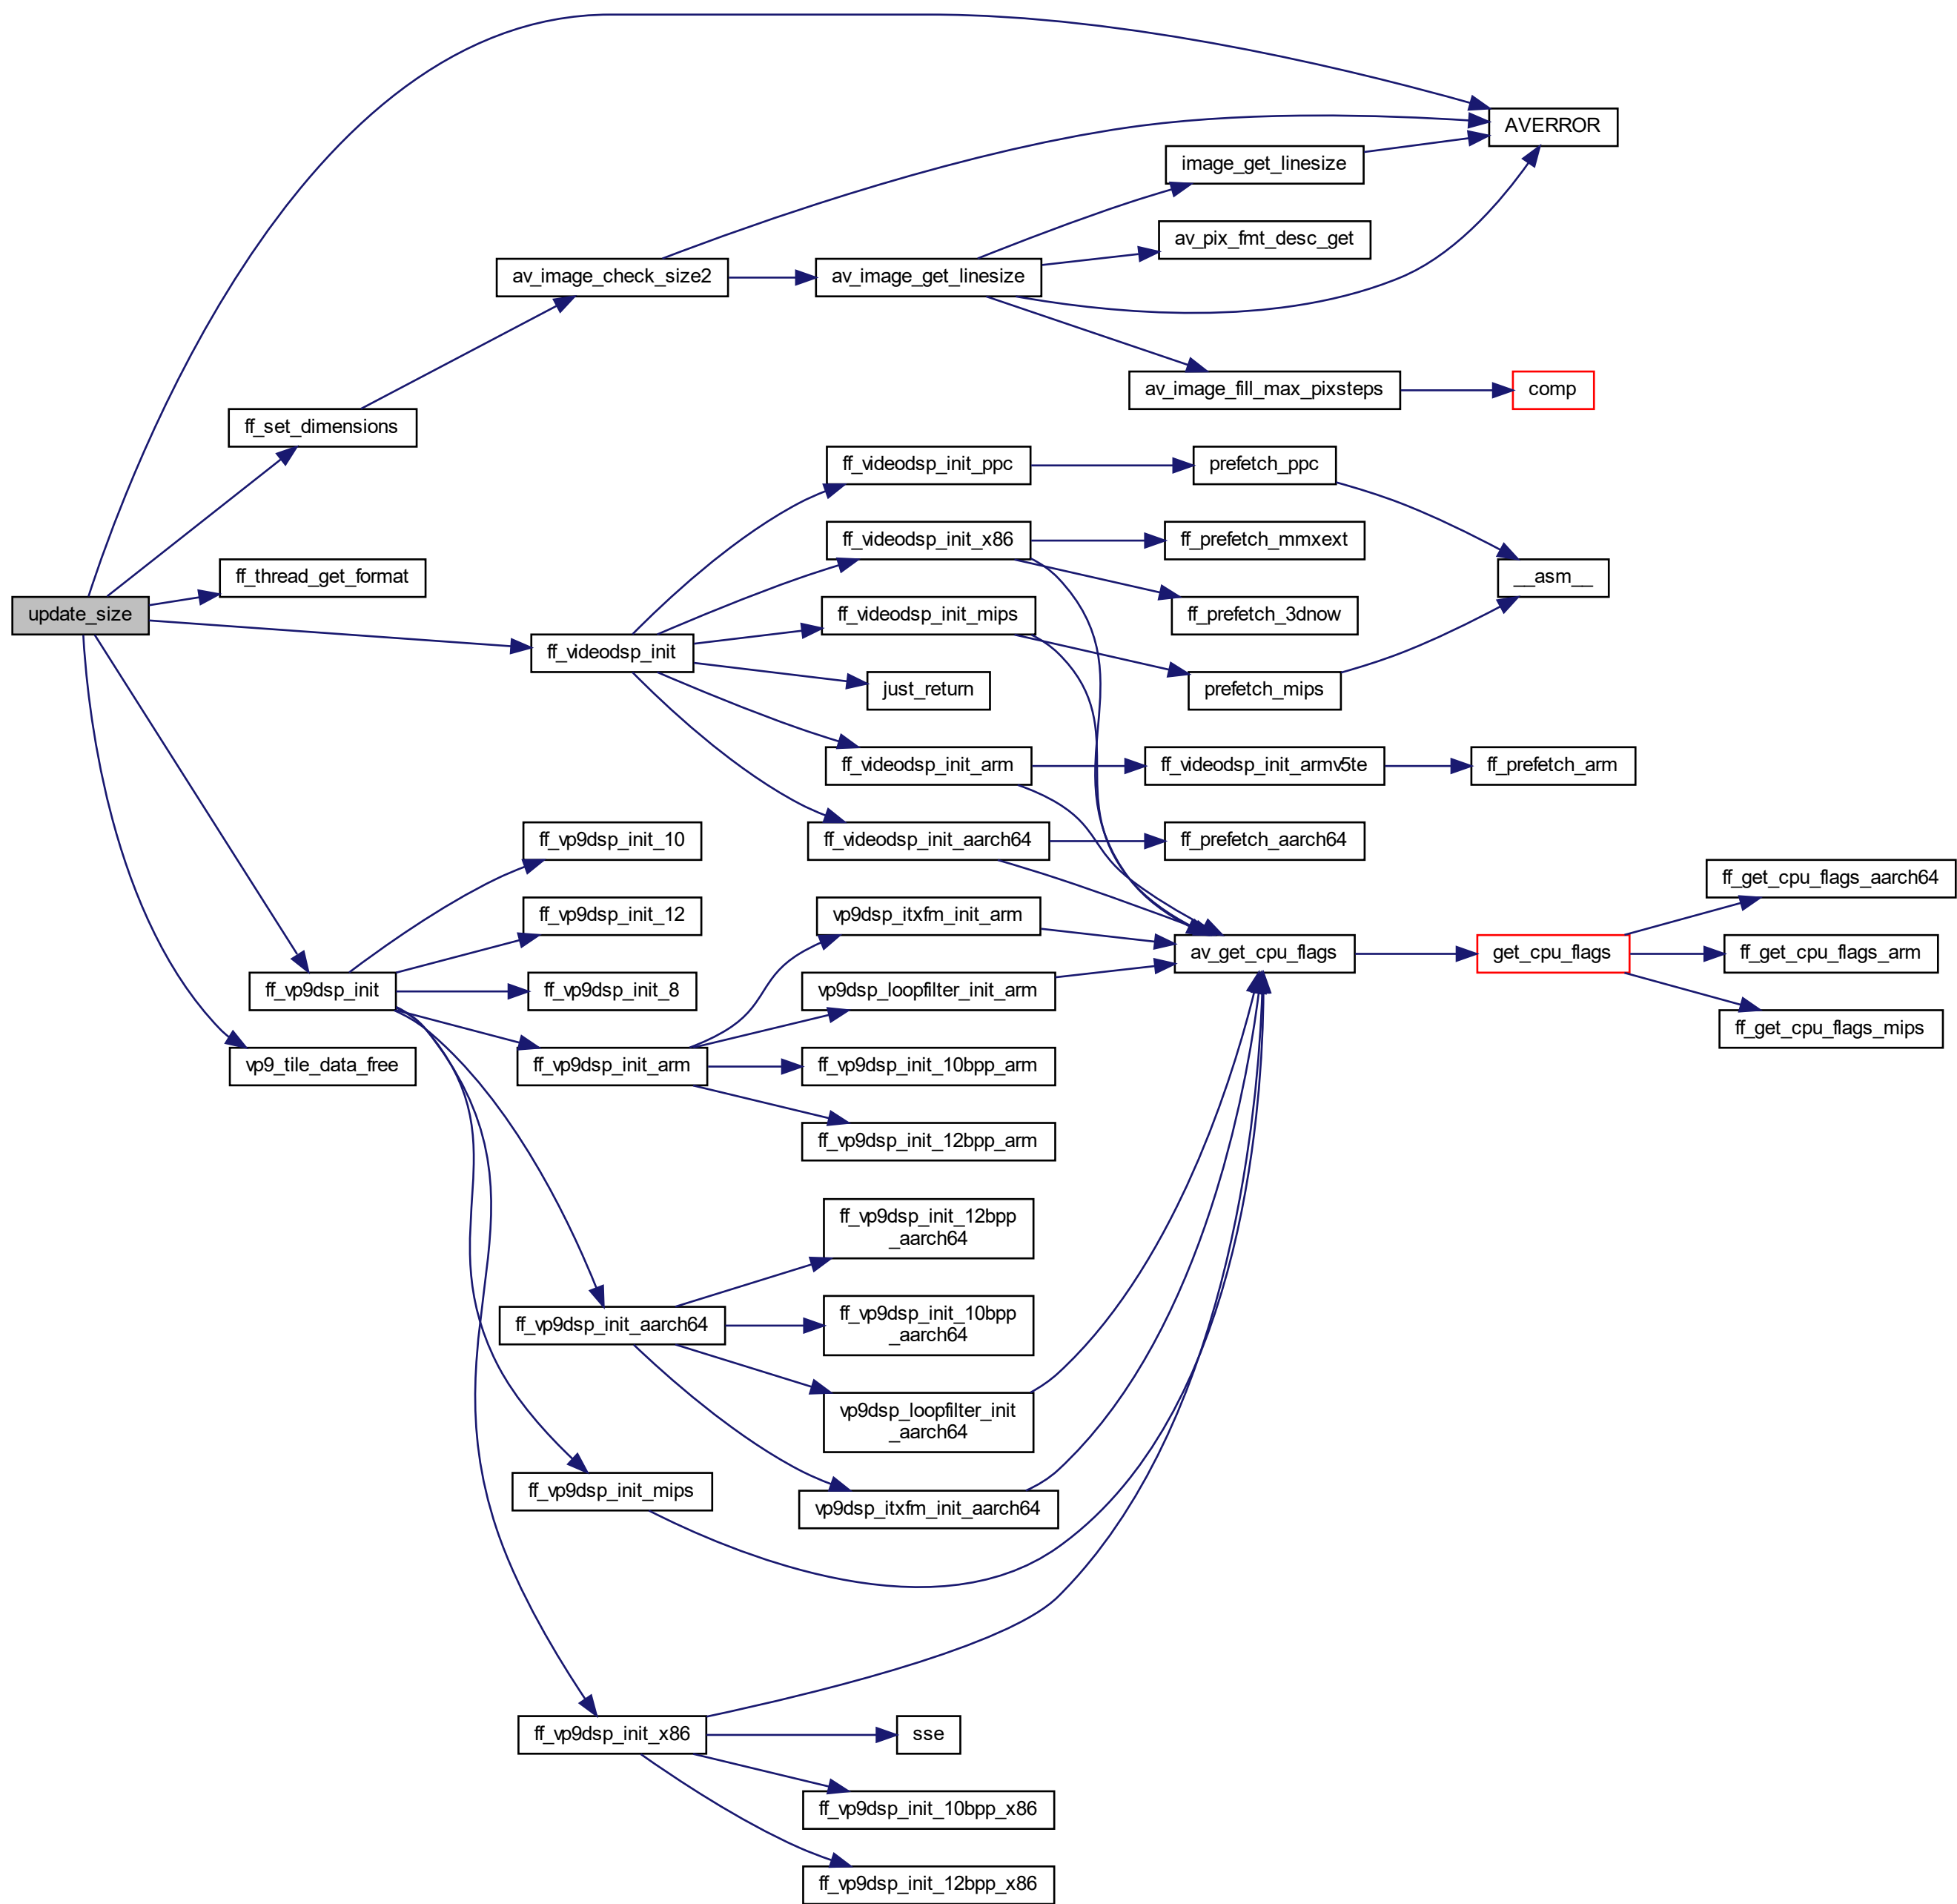 AVERROR
image_get_linesize
av_pix_fmt_desc_get
av_image_check_size2
av_image_get_linesize
av_image_fill_max_pixsteps
comp
ff_set_dimensions
ff_videodsp_init_ppc
prefetch_ppc
ff_videodsp_init_x86
ff_prefetch_mmxext
ff_thread_get_format
__asm__
update_size
ff_videodsp_init_mips
ff_prefetch_3dnow
ff_videodsp_init
just_return
prefetch_mips
ff_videodsp_init_arm
ff_videodsp_init_armv5te
ff_prefetch_arm
ff_vp9dsp_init_10
ff_videodsp_init_aarch64
ff_prefetch_aarch64
ff_get_cpu_flags_aarch64
ff_vp9dsp_init_12
vp9dsp_itxfm_init_arm
av_get_cpu_flags
get_cpu_flags
ff_get_cpu_flags_arm
ff_vp9dsp_init
ff_vp9dsp_init_8
vp9dsp_loopfilter_init_arm
ff_get_cpu_flags_mips
vp9_tile_data_free
ff_vp9dsp_init_arm
ff_vp9dsp_init_10bpp_arm
ff_vp9dsp_init_12bpp_arm
ff_vp9dsp_init_12bpp
_aarch64
ff_vp9dsp_init_aarch64
ff_vp9dsp_init_10bpp
_aarch64
vp9dsp_loopfilter_init
_aarch64
ff_vp9dsp_init_mips
vp9dsp_itxfm_init_aarch64
ff_vp9dsp_init_x86
sse
ff_vp9dsp_init_10bpp_x86
ff_vp9dsp_init_12bpp_x86